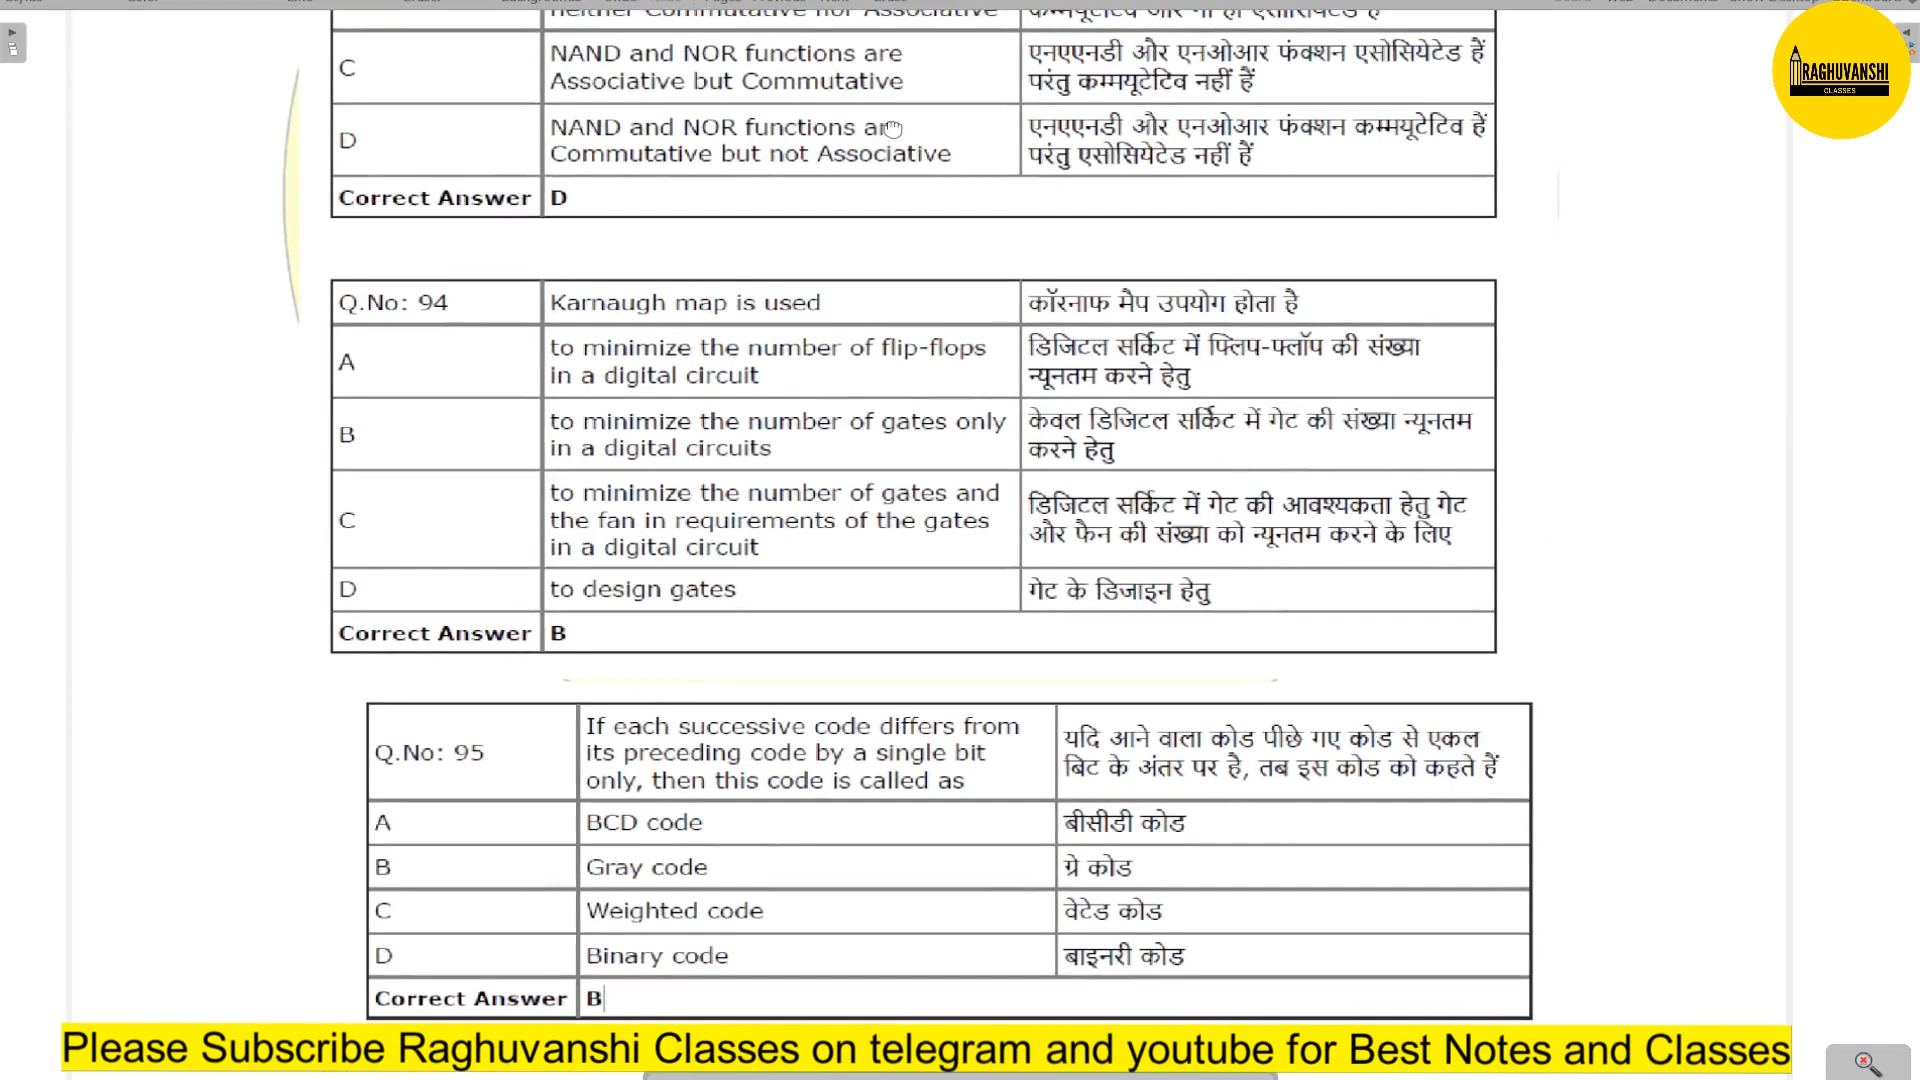 neither Commutative nor Associative
C
NAND and NOR functions are
Associative but Commutative
एनएएनडी और एनओआर फंक्शन एसोसियेटेड हैं
परंतु कम्मयूटेटिव नहीं हैं
D
NAND and NOR functions are
Commutative but not Associative
एनएएनडी और एनओआर फंक्शन कम्मयूटेटिव हैं
परंतु एसोसियेटेड नहीं हैं
Correct Answer
D
RAGHUVANSHI
CLASSES
Q.No: 94
Karnaugh map is used
कॉरनाफ मैप उपयोग होता है
A
to minimize the number of flip-flops
in a digital circuit
डिजिटल सर्किट में फ्लिप-फ्लॉप की संख्या
न्यूनतम करने हेतु
B
to minimize the number of gates only
in a digital circuits
केवल डिजिटल सर्किट में गेट की संख्या न्यूनतम
करने हेतु
C
to minimize the number of gates and
the fan in requirements of the gates
in a digital circuit
डिजिटल सर्किट में गेट की आवश्यकता हेतु गेट
और फैन की संख्या को न्यूनतम करने के लिए
D
to design gates
गेट के डिजाइन हेतु
Correct Answer
B
Q.No: 95
If each successive code differs from
its preceding code by a single bit
only, then this code is called as
यदि आने वाला कोड पीछे गए कोड से एकल
बिट के अंतर पर है, तब इस कोड को कहते हैं
A
BCD code
बीसीडी कोड
B
Gray code
ग्रे कोड
C
Weighted code
वेटेड कोड
D
Binary code
बाइनरी कोड
Correct Answer
B
Please Subscribe Raghuvanshi Classes on telegram and youtube for Best Notes and Classes